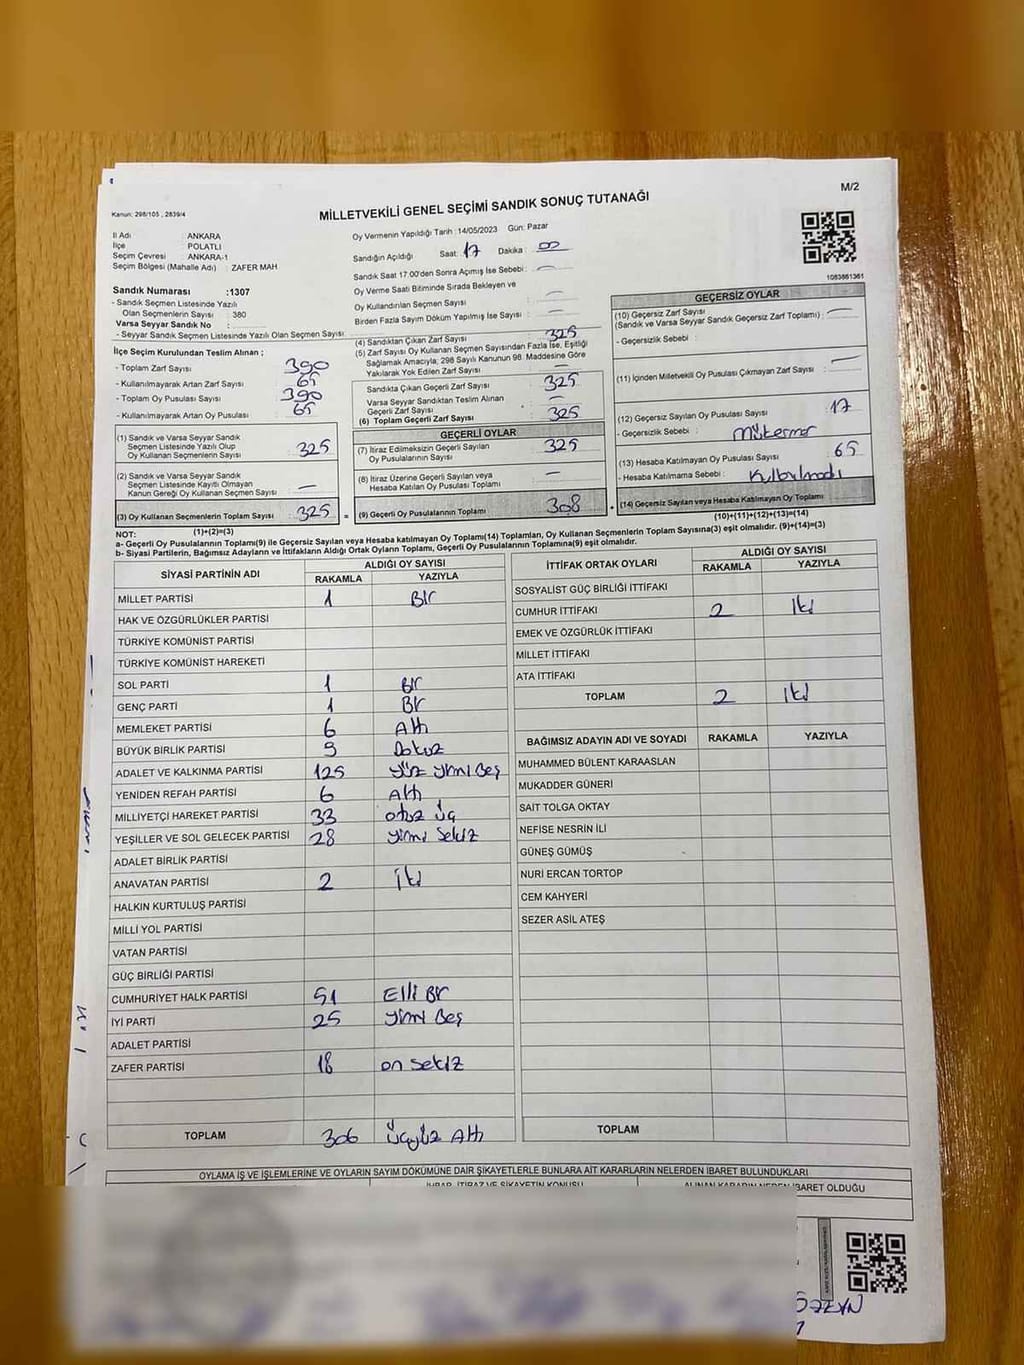 M/2
Kanun: 298/105 , 2839/4
MİLLETVEKİLİ GENEL SEÇİMİ SANDIK SONUÇ TUTANAĞI
İl Adı : ANKARA
İlçe : POLATLI
Seçim Çevresi : ANKARA-1
Seçim Bölgesi (Mahalle Adı) : ZAFER MAH
Oy Vermenin Yapıldığı Tarih :14/05/2023 Gün: Pazar
Sandığın Açıldığı Saat: 17 Dakika : 00
Sandık Saat 17:00'den Sonra Açımış İse Sebebi : —
Oy Verme Saati Bitiminde Sırada Bekleyen ve
Oy Kullandırılan Seçmen Sayısı : —
Birden Fazla Sayım Döküm Yapılmış İse Sayısı : —
1083861361
Sandık Numarası :1307
- Sandık Seçmen Listesinde Yazılı
Olan Seçmenlerin Sayısı : 380
Varsa Seyyar Sandık No :
- Seyyar Sandık Seçmen Listesinde Yazılı Olan Seçmen Sayısı:
İlçe Seçim Kurulundan Teslim Alınan ;
- Toplam Zarf Sayısı : 390
- Kullanılmayarak Artan Zarf Sayısı : 65
- Toplam Oy Pusulası Sayısı : 390
- Kullanılmayarak Artan Oy Pusulası : 65
(1) Sandık ve Varsa Seyyar Sandık
Seçmen Listesinde Yazılı Olup
Oy Kullanan Seçmenlerin Sayısı : 325
(2) Sandık ve Varsa Seyyar Sandık
Seçmen Listesinde Kayıtlı Olmayan
Kanun Gereği Oy Kullanan Seçmen Sayısı : —
(3) Oy Kullanan Seçmenlerin Toplam Sayısı : 325 =
(1)+(2)=(3)
(4) Sandıktan Çıkan Zarf Sayısı : 325
(5) Zarf Sayısı Oy Kullanan Seçmen Sayısından Fazla İse, Eşitliği
Sağlamak Amacıyla; 298 Sayılı Kanunun 98. Maddesine Göre
Yakılarak Yok Edilen Zarf Sayısı : —
Sandıkta Çıkan Geçerli Zarf Sayısı : 325
Varsa Seyyar Sandıktan Teslim Alınan
Geçerli Zarf Sayısı : —
(6) Toplam Geçerli Zarf Sayısı : 325
GEÇERLİ OYLAR
(7) İtiraz Edilmeksizin Geçerli Sayılan
Oy Pusulalarının Sayısı : 325
(8) İtiraz Üzerine Geçerli Sayılan veya
Hesaba Katılan Oy Pusulası Toplamı : —
(9) Geçerli Oy Pusulalarının Toplamı : 308 +
GEÇERSİZ OYLAR
(10) Geçersiz Zarf Sayısı : —
(Sandık ve Varsa Seyyar Sandık Geçersiz Zarf Toplamı)
- Geçersizlik Sebebi :
(11) İçinden Milletvekili Oy Pusulası Çıkmayan Zarf Sayısı : —
(12) Geçersiz Sayılan Oy Pusulası Sayısı : 17
- Geçersizlik Sebebi :
(13) Hesaba Katılmayan Oy Pusulası Sayısı : 65
- Hesaba Katılmama Sebebi :
(14) Geçersiz Sayılan veya Hesaba Katılmayan Oy Toplamı
(10)+(11)+(12)+(13)=(14)
NOT:
a- Geçerli Oy Pusulalarının Toplamı(9) ile Geçersiz Sayılan veya Hesaba katılmayan Oy Toplamı(14) Toplamları, Oy Kullanan Seçmenlerin Toplam Sayısına(3) eşit olmalıdır. (9)+(14)=(3)
b- Siyasi Partilerin, Bağımsız Adayların ve İttifakların Aldığı Ortak Oyların Toplamı, Geçerli Oy Pusulalarının Toplamına(9) eşit olmalıdır.
SİYASİ PARTİNİN ADI ALDIĞI OY SAYISI
RAKAMLA YAZIYLA
MİLLET PARTİSİ 1 Bir
HAK VE ÖZGÜRLÜKLER PARTİSİ
TÜRKİYE KOMÜNİST PARTİSİ
TÜRKİYE KOMÜNİST HAREKETİ
SOL PARTİ 1 Bir
GENÇ PARTİ 1 Bir
MEMLEKET PARTİSİ 6 Altı
BÜYÜK BİRLİK PARTİSİ 9 Dokuz
ADALET VE KALKINMA PARTİSİ 125 Yüz yirmi Beş
YENİDEN REFAH PARTİSİ 6 Altı
MİLLİYETÇİ HAREKET PARTİSİ 33 otuz üç
YEŞİLLER VE SOL GELECEK PARTİSİ 28 yirmi Sekiz
ADALET BİRLİK PARTİSİ
ANAVATAN PARTİSİ 2 İki
HALKIN KURTULUŞ PARTİSİ
MİLLİ YOL PARTİSİ
VATAN PARTİSİ
GÜÇ BİRLİĞİ PARTİSİ
CUMHURİYET HALK PARTİSİ 51 Elli Bir
İYİ PARTİ 25 yirmi Beş
ADALET PARTİSİ
ZAFER PARTİSİ 18 on sekiz
TOPLAM 306 üçyüz Altı
İTTİFAK ORTAK OYLARI ALDIĞI OY SAYISI
RAKAMLA YAZIYLA
SOSYALİST GÜÇ BİRLİĞİ İTTİFAKI
CUMHUR İTTİFAKI 2 İki
EMEK VE ÖZGÜRLÜK İTTİFAKI
MİLLET İTTİFAKI
ATA İTTİFAKI
TOPLAM 2 İki
BAĞIMSIZ ADAYIN ADI VE SOYADI RAKAMLA YAZIYLA
MUHAMMED BÜLENT KARAASLAN
MUKADDER GÜNERİ
SAİT TOLGA OKTAY
NEFİSE NESRİN İLİ
GÜNEŞ GÜMÜŞ
NURİ ERCAN TORTOP
CEM KAHYERİ
SEZER ASİL ATEŞ
TOPLAM
OYLAMA İŞ VE İŞLEMLERİNE VE OYLARIN SAYIM DÖKÜMÜNE DAİR ŞİKAYETLERLE BUNLARA AİT KARARLARIN NELERDEN İBARET BULUNDUKLARI
İHBAR, İTİRAZ VE ŞİKAYETİN KONUSU ALINAN KARARIN NEDEN İBARET OLDUĞU